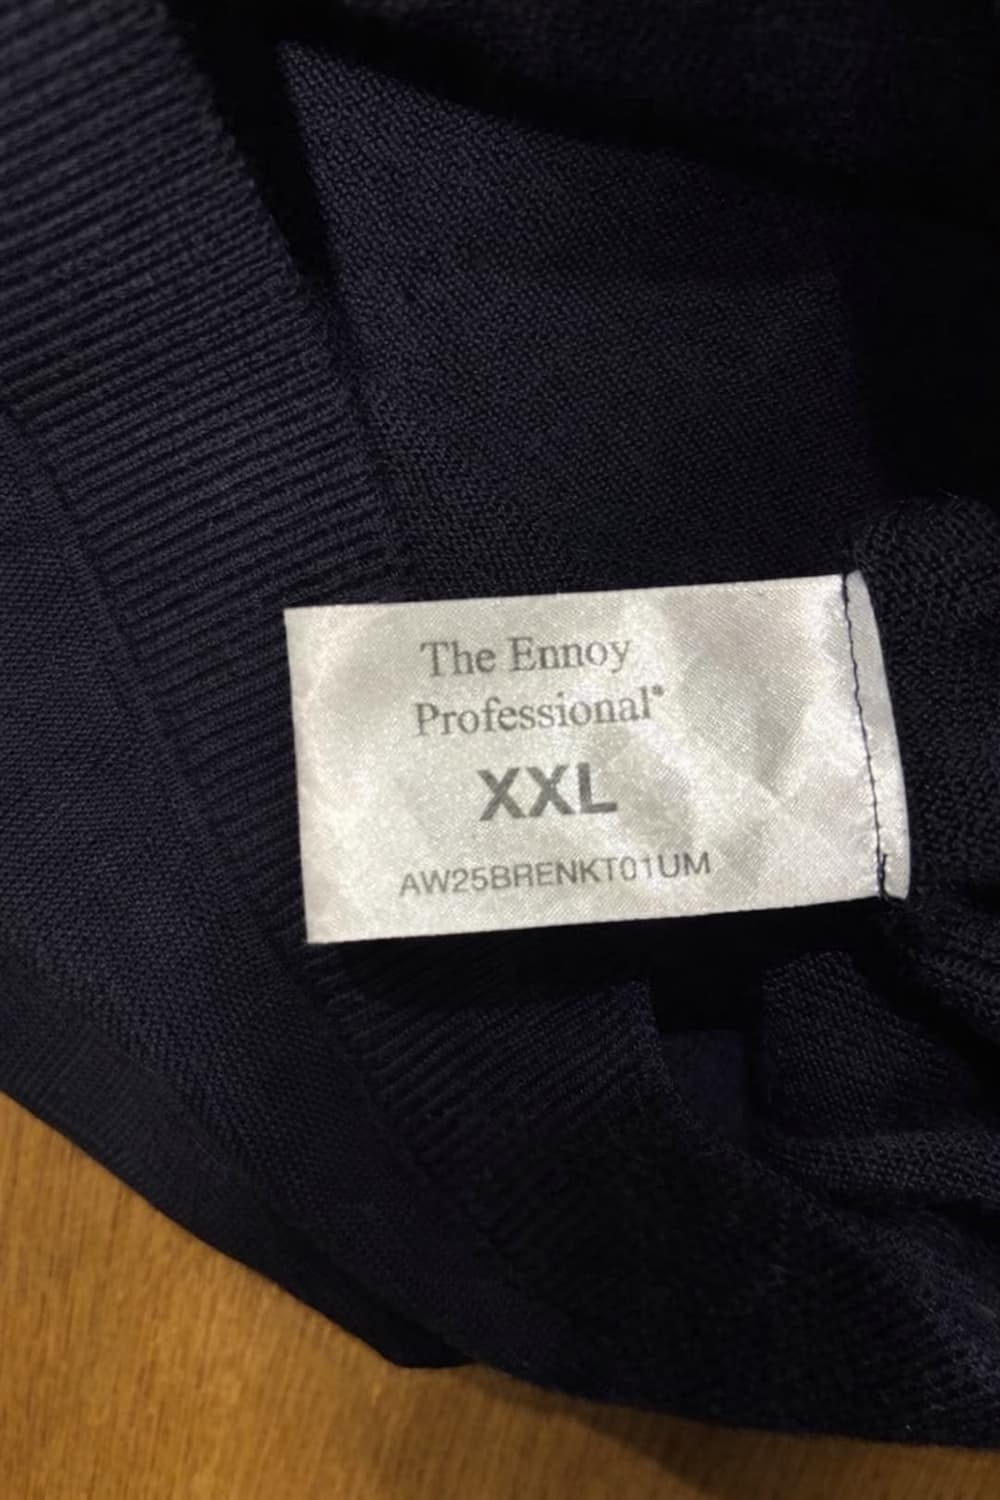 The Ennoy
Professional®
XXL
AW25BRENKT01UM